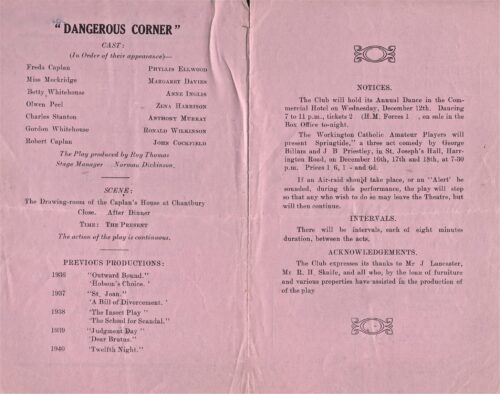 "DANGEROUS CORNER"
CAST:
(In Order of their appearance)—
Freda Caplan PHYLLIS ELLWOOD
Miss Mockridge MARGARET DAVIES
Betty Whitehouse ANNE INGLIS
Olwen Peel ZENA HARRISON
Charles Stanton ANTHONY MURRAY
Gordon Whitehouse RONALD WILKINSON
Robert Caplan JOHN COCKFIELD
The Play produced by Roy Thomas
Stage Manager Norman Dickinson,
SCENE:
The Drawing-room of the Caplan's House at Chantbury
Close. After Dinner
TIME: THE PRESENT
The action of the play is continuous.
PREVIOUS PRODUCTIONS:
1936 "Outward Bound."
'Hobson's Choice.'
1937 "St. Joan."
'A Bill of Divorcement.'
1938 "The Insect Play"
"The School for Scandal."
1939 "Judgment Day"
'Dear Brutus."
1940 "Twelfth Night."
NOTICES.
The Club will hold its Annual Dance in the Com-
mercial Hotel on Wednesday, December 12th. Dancing
7 to 11 p.m., tickets 2 (H.M. Forces 1 , on sale in the
Box Office to-night.
The Workington Catholic Amateur Players will
present Springtide," a three act comedy by George
Billam and J B Priestley, in St. Joseph's Hall, Harr-
ington Road, on December 16th, 17th and 18th, at 7-30
p.m. Prices 1 6, 1 - and 6d.
If an Air-raid should take place, or an "Alert' be
sounded, during this performance, the play will stop
so that any who wish to do so may leave the Theatre, but
will then continue.
INTERVALS.
There will be intervals, each of eight minutes
duration, between the acts.
ACKNOWLEDGEMENTS.
The Club expresses its thanks to Mr J Lancaster,
Mr R. H. Skaife, and all who, by the loan of furniture
and various properties have assisted in the production of
of the play